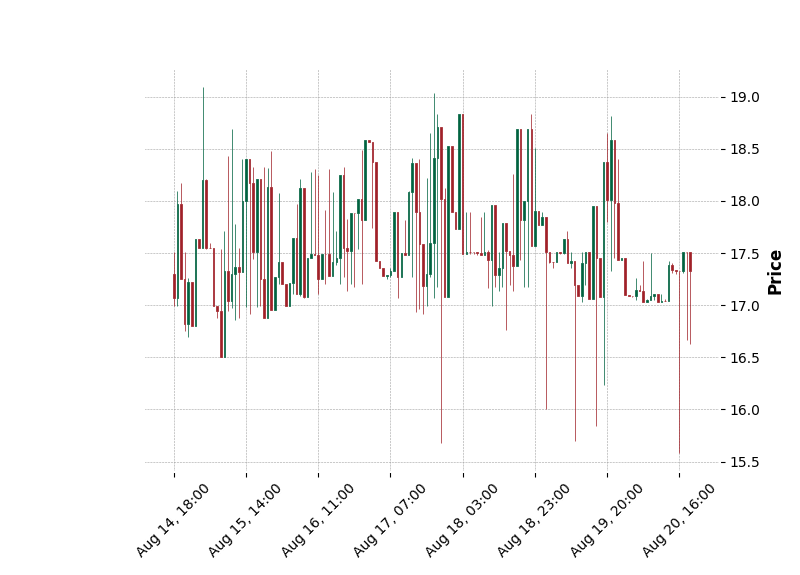 19.0
18.5
18.0
17.5
17.0
16.5
16.0
15.5
Price
Aug 14, 18:00
Aug 15, 14:00
Aug 16, 11:00
Aug 17, 07:00
Aug 18, 03:00
Aug 18, 23:00
Aug 19, 20:00
Aug 20, 16:00